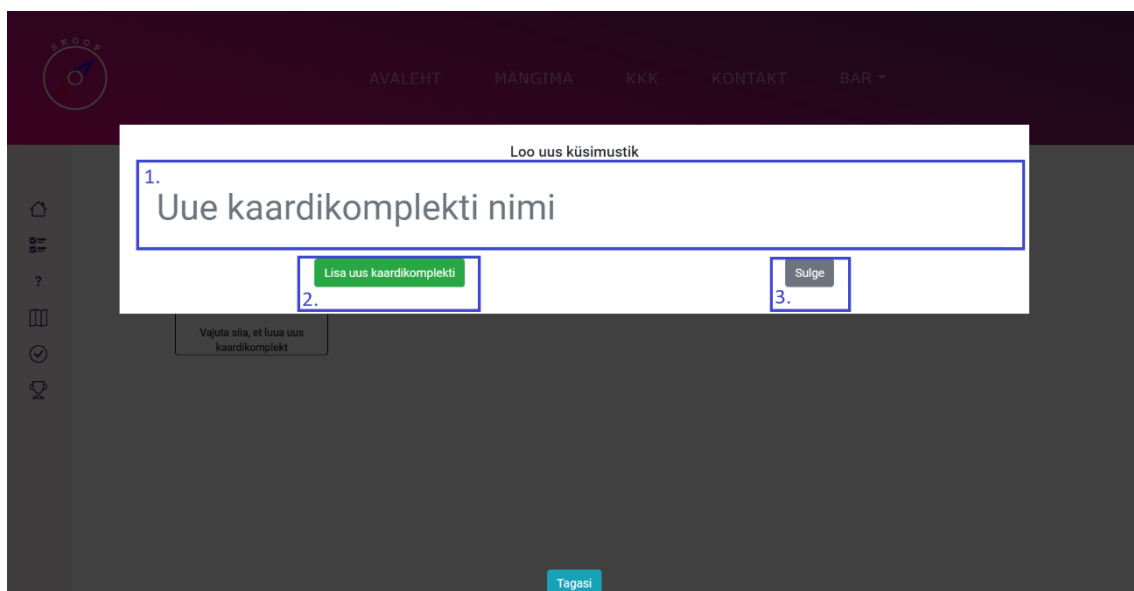 SKOOP
AVALEHT MÄNGIMA KKK KONTAKT BAR
Loo uus küsimustik
1.
Uue kaardikomplekti nimi
Lisa uus kaardikomplekti
2.
Sulge
3.
?
Vajuta siia, et luua uus
kaardikomplekt
Tagasi